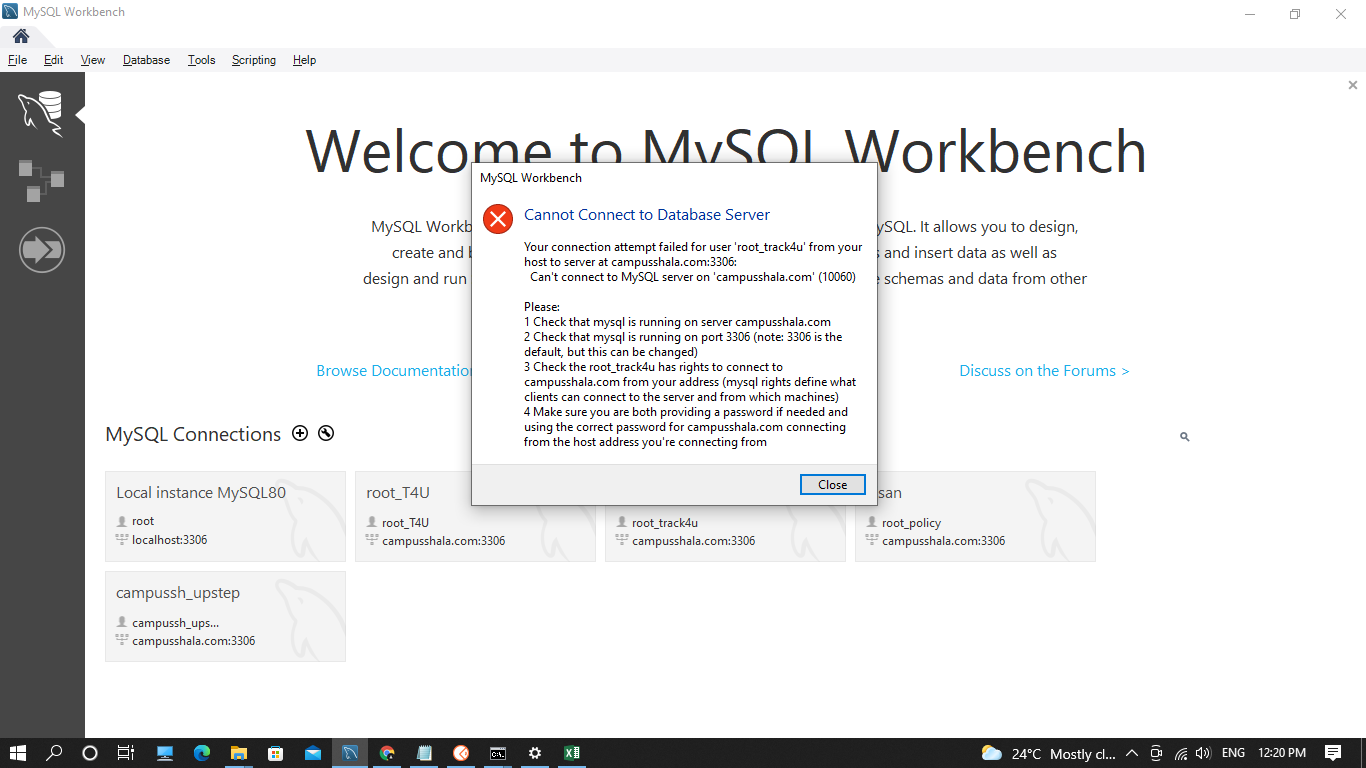 MySQL Workbench
File Edit View Database Tools Scripting Help
Welcome to MySQL Workbench
MySQL Workb
ySQL. It allows you to design,
create and b
s and insert data as well as
design and run
e schemas and data from other
Browse Documentation
Discuss on the Forums >
MySQL Workbench
Cannot Connect to Database Server
Your connection attempt failed for user 'root_track4u' from your
host to server at campusshala.com:3306:
Can't connect to MySQL server on 'campusshala.com' (10060)
Please:
1 Check that mysql is running on server campusshala.com
2 Check that mysql is running on port 3306 (note: 3306 is the
default, but this can be changed)
3 Check the root_track4u has rights to connect to
campusshala.com from your address (mysql rights define what
clients can connect to the server and from which machines)
4 Make sure you are both providing a password if needed and
using the correct password for campusshala.com connecting
from the host address you're connecting from
Close
MySQL Connections
Local instance MySQL80
root
localhost:3306
root_T4U
root_T4U
campusshala.com:3306
root_track4u
campusshala.com:3306
san
root_policy
campusshala.com:3306
campussh_upstep
campussh_ups...
campusshala.com:3306
24°C Mostly cl... ENG 12:20 PM